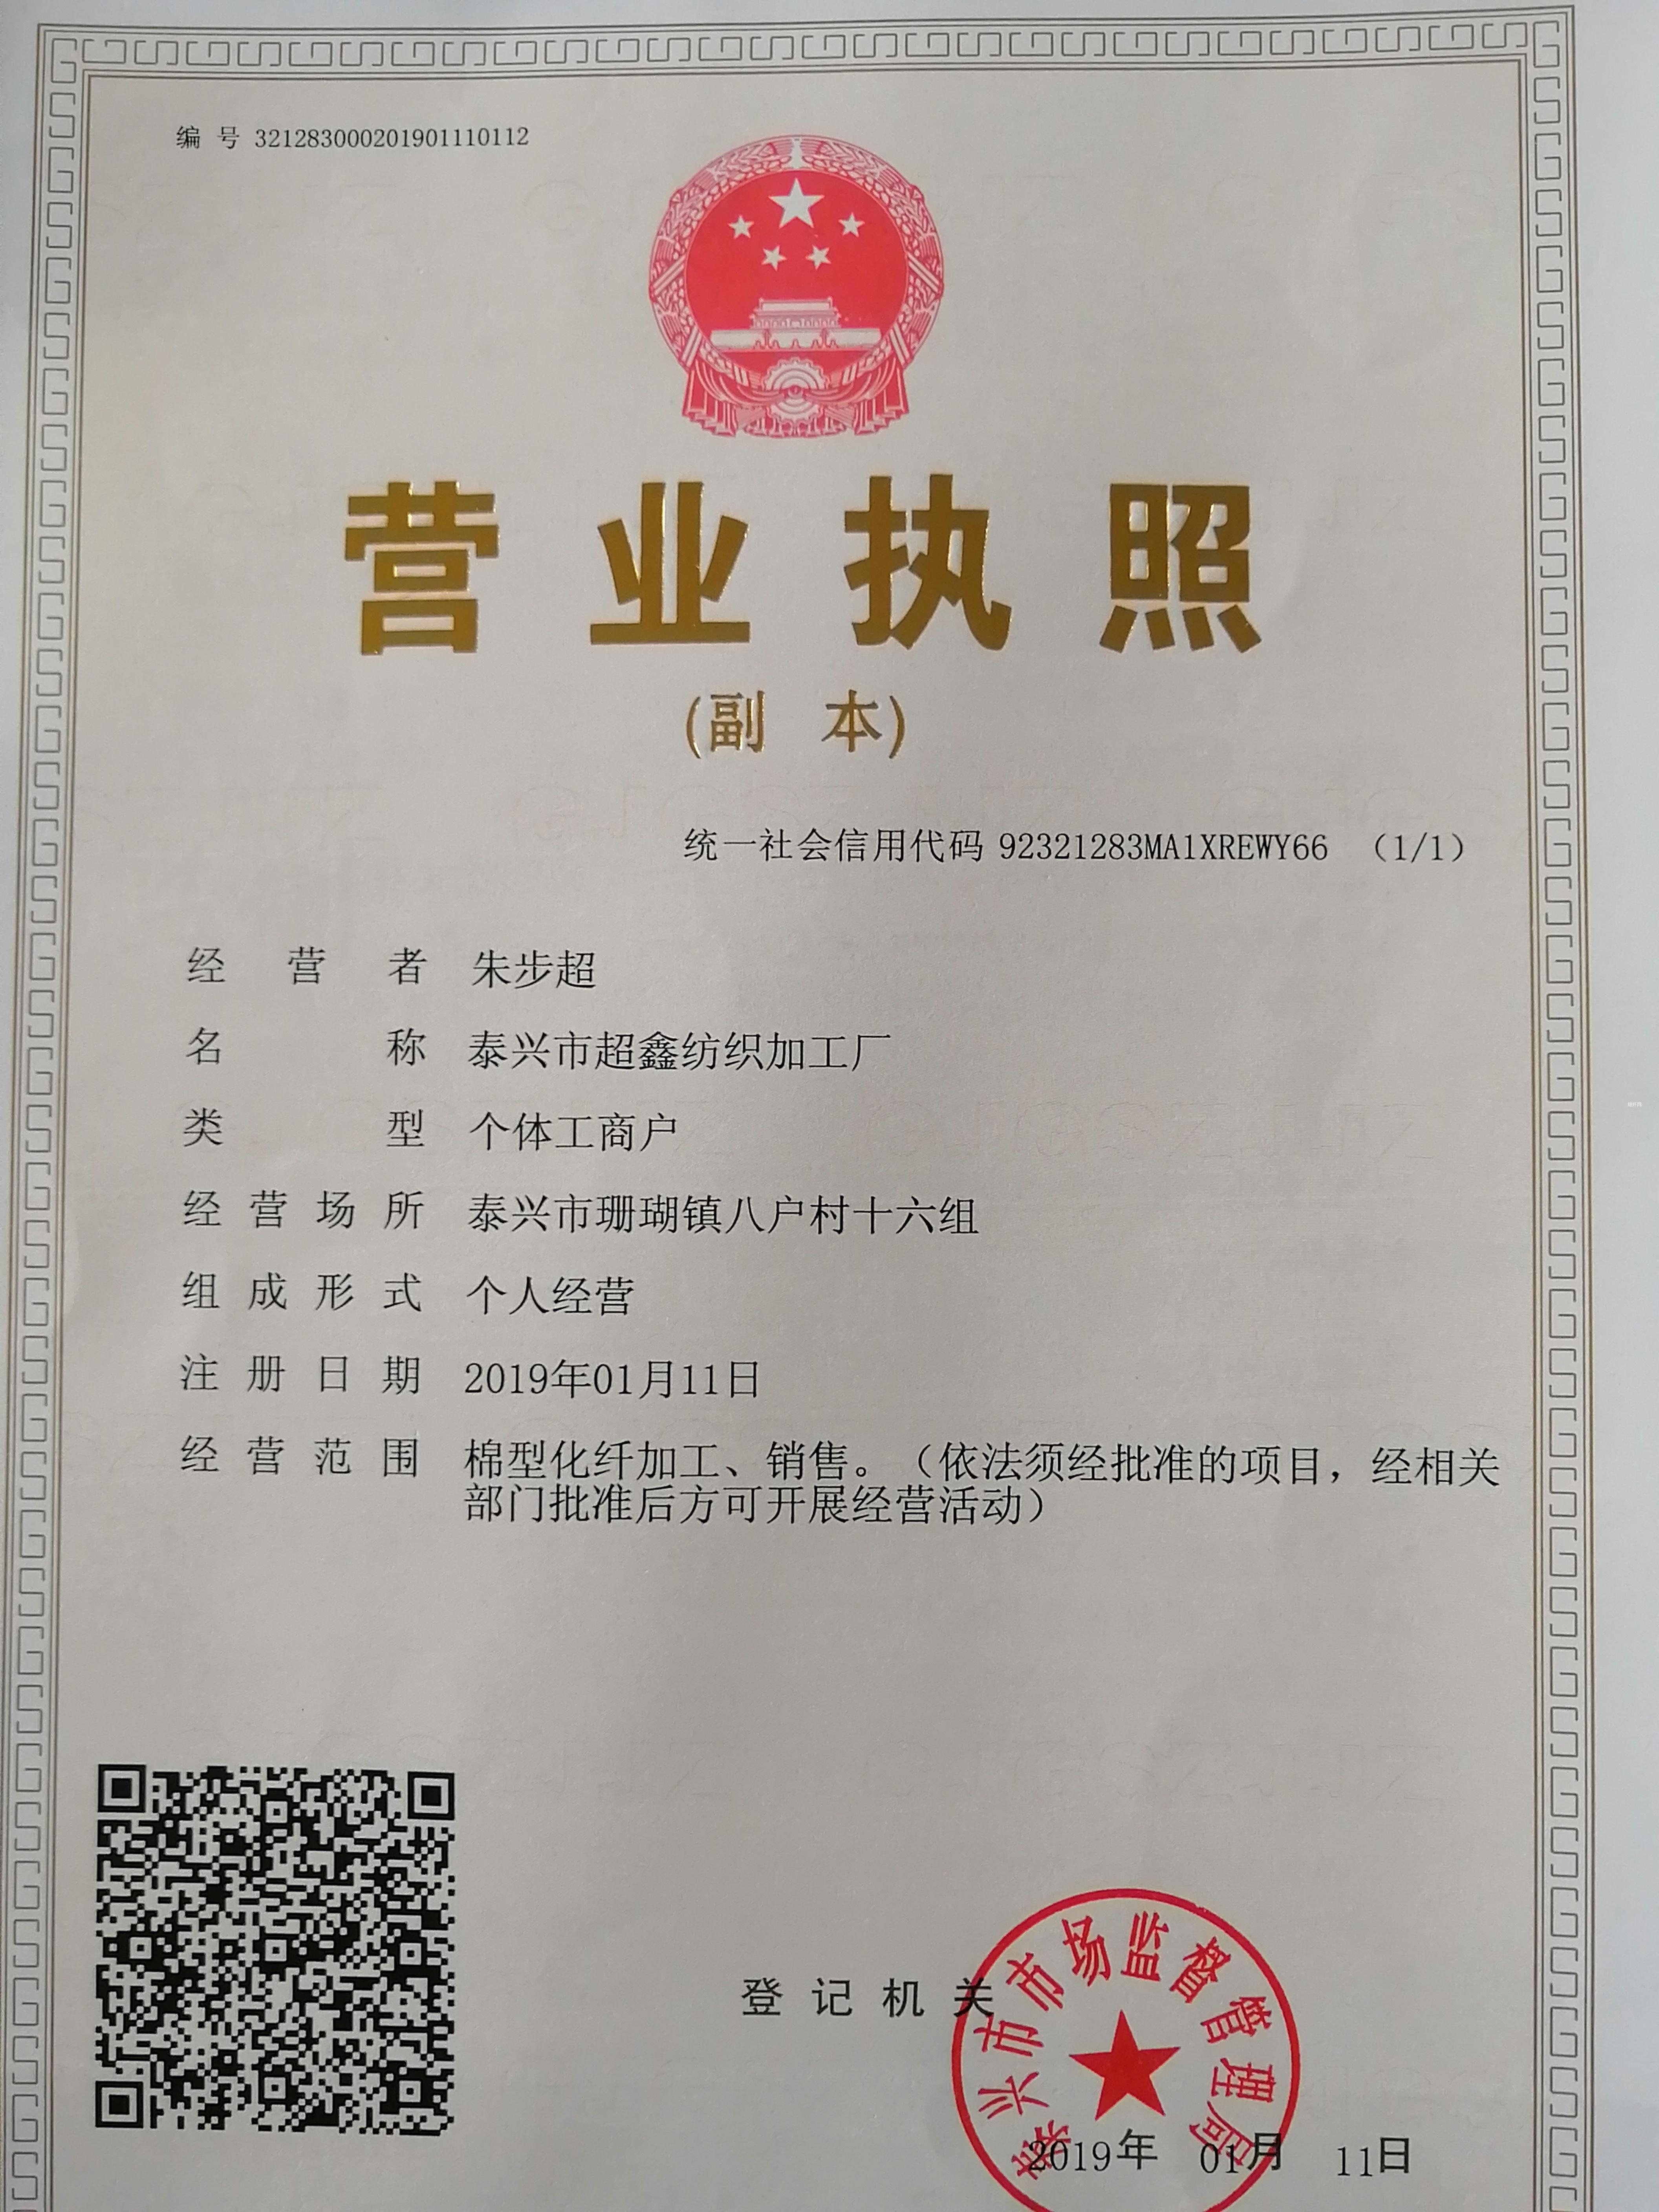 编 号 321283000201901110112
营业执照
(副 本)
统一社会信用代码 92321283MA1XREWY66 （1/1）
经营者 朱步超
名称 泰兴市超鑫纺织加工厂
类型 个体工商户
经营场所 泰兴市珊瑚镇八户村十六组
组成形式 个人经营
注册日期 2019年01月11日
经营范围 棉型化纤加工、销售。（依法须经批准的项目，经相关
部门批准后方可开展经营活动）
登记机关
泰兴市市场监督管理局
2019年 01月 11日